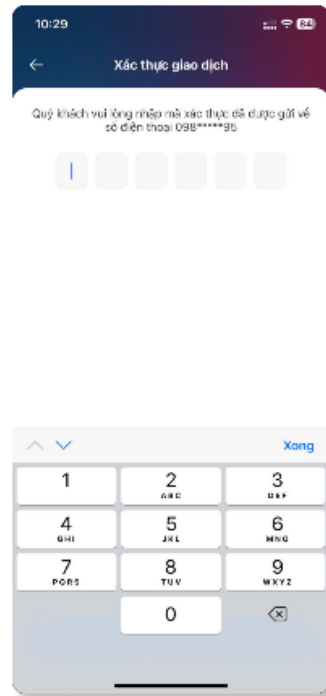 10:29
64
Xác thực giao dịch
Quý khách vui lòng nhập mã xác thực đã được gửi về
số điện thoại 098*****95
Xong
1
2
ABC
3
DEF
4
GHI
5
JKL
6
MNO
7
PQRS
8
TUV
9
WXYZ
0